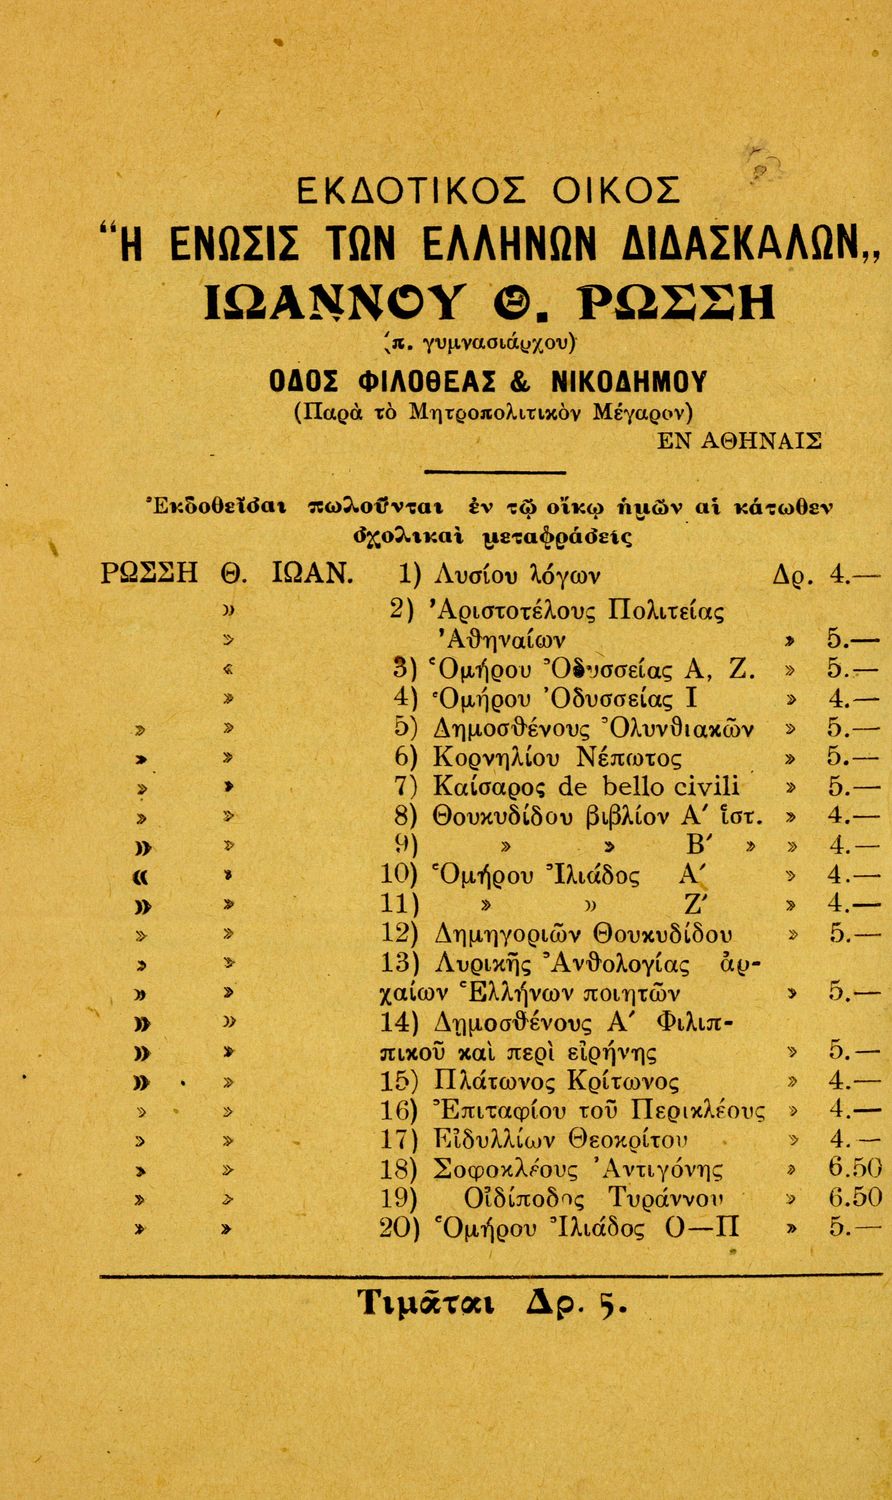 ΕΚΔΟΤΙΚΟΣ ΟΙΚΟΣ
“Η ΕΝΩΣΙΣ ΤΩΝ ΕΛΛΗΝΩΝ ΔΙΔΑΣΚΑΛΩΝ„
ΙΩΑΝΝΟΥ Θ. ΡΩΣΣΗ
(π. γυμνασιάρχου)
ΟΔΟΣ ΦΙΛΟΘΕΑΣ & ΝΙΚΟΔΗΜΟΥ
(Παρὰ τὸ Μητροπολιτικὸν Μέγαρον)
ΕΝ ΑΘΗΝΑΙΣ
Ἐκδοθεῖσαι πωλοῦνται ἐν τῷ οἴκῳ ἡμῶν αἱ κάτωθεν
σχολικαὶ μεταφράσεις
ΡΩΣΣΗ Θ. ΙΩΑΝ. 1) Λυσίου λόγων Δρ. 4.—
» 2) Ἀριστοτέλους Πολιτείας
» Ἀθηναίων » 5.—
« 3) Ὁμήρου Ὀδυσσείας Α, Ζ. » 5.—
» 4) Ὁμήρου Ὀδυσσείας Ι » 4.—
» » 5) Δημοσθένους Ὀλυνθιακῶν » 5.—
» » 6) Κορνηλίου Νέπωτος » 5.—
» » 7) Καίσαρος de bello civili » 5.—
» » 8) Θουκυδίδου βιβλίον Α′ ἱστ. » 4.—
» » 9) » » Β′ » » 4.—
« » 10) Ὁμήρου Ἰλιάδος Α′ » 4.—
» » 11) » » Ζ′ » 4.—
» » 12) Δημηγοριῶν Θουκυδίδου » 5.—
» » 13) Λυρικῆς Ἀνθολογίας ἀρ-
» » χαίων Ἑλλήνων ποιητῶν » 5.—
» » 14) Δημοσθένους Α′ Φιλιπ-
» » πικοῦ καὶ περὶ εἰρήνης » 5.—
» » 15) Πλάτωνος Κρίτωνος » 4.—
» » 16) Ἐπιταφίου τοῦ Περικλέους » 4.—
» » 17) Εἰδυλλίων Θεοκρίτου » 4.—
» » 18) Σοφοκλέους Ἀντιγόνης » 6.50
» » 19) Οἰδίποδος Τυράννου » 6.50
» » 20) Ὁμήρου Ἰλιάδος Ο—Π » 5.—
Τιμᾶται Δρ. 5.